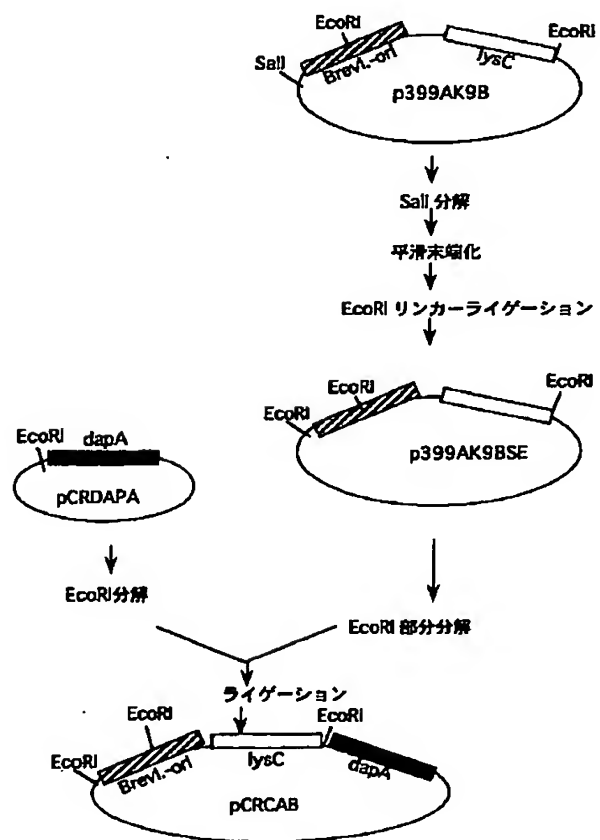 EcoRI
EcoRI
SalI
Brevi.-ori
lysC
p399AK9B
SalI 分解
平滑末端化
EcoRI リンカーライゲーション
EcoRI
EcoRI
EcoRI
p399AK9BSE
EcoRI
dapA
pCRDAPA
EcoRI分解
EcoRI 部分分解
ライゲーション
EcoRI
EcoRI
EcoRI
Brevi.-ori
lysC
dapA
pCRCAB